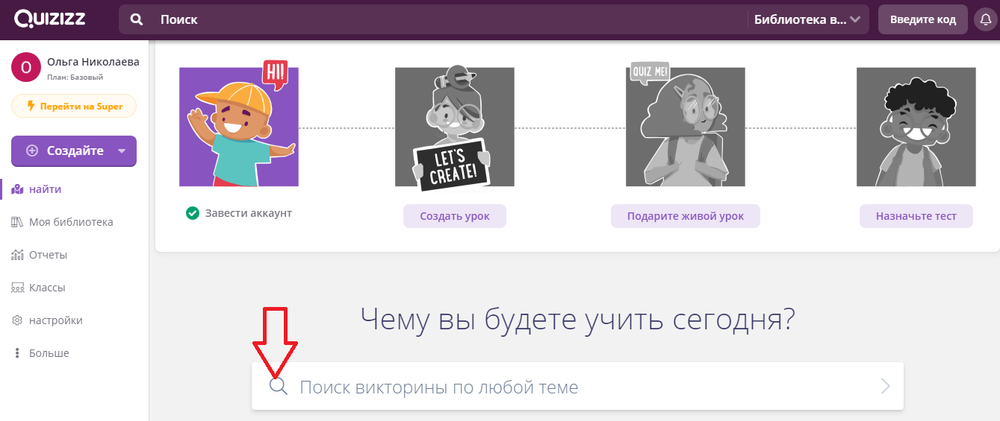 QUIZIZZ
Поиск
Библиотека в...
Введите код
О
Ольга Николаева
План: Базовый
Перейти на Super
Создайте
найти
Моя библиотека
Отчеты
Классы
настройки
Больше
HI!
LET'S
CREATE!
QUIZ ME!
Завести аккаунт
Создать урок
Подарите живой урок
Назначьте тест
Чему вы будете учить сегодня?
Поиск викторины по любой теме